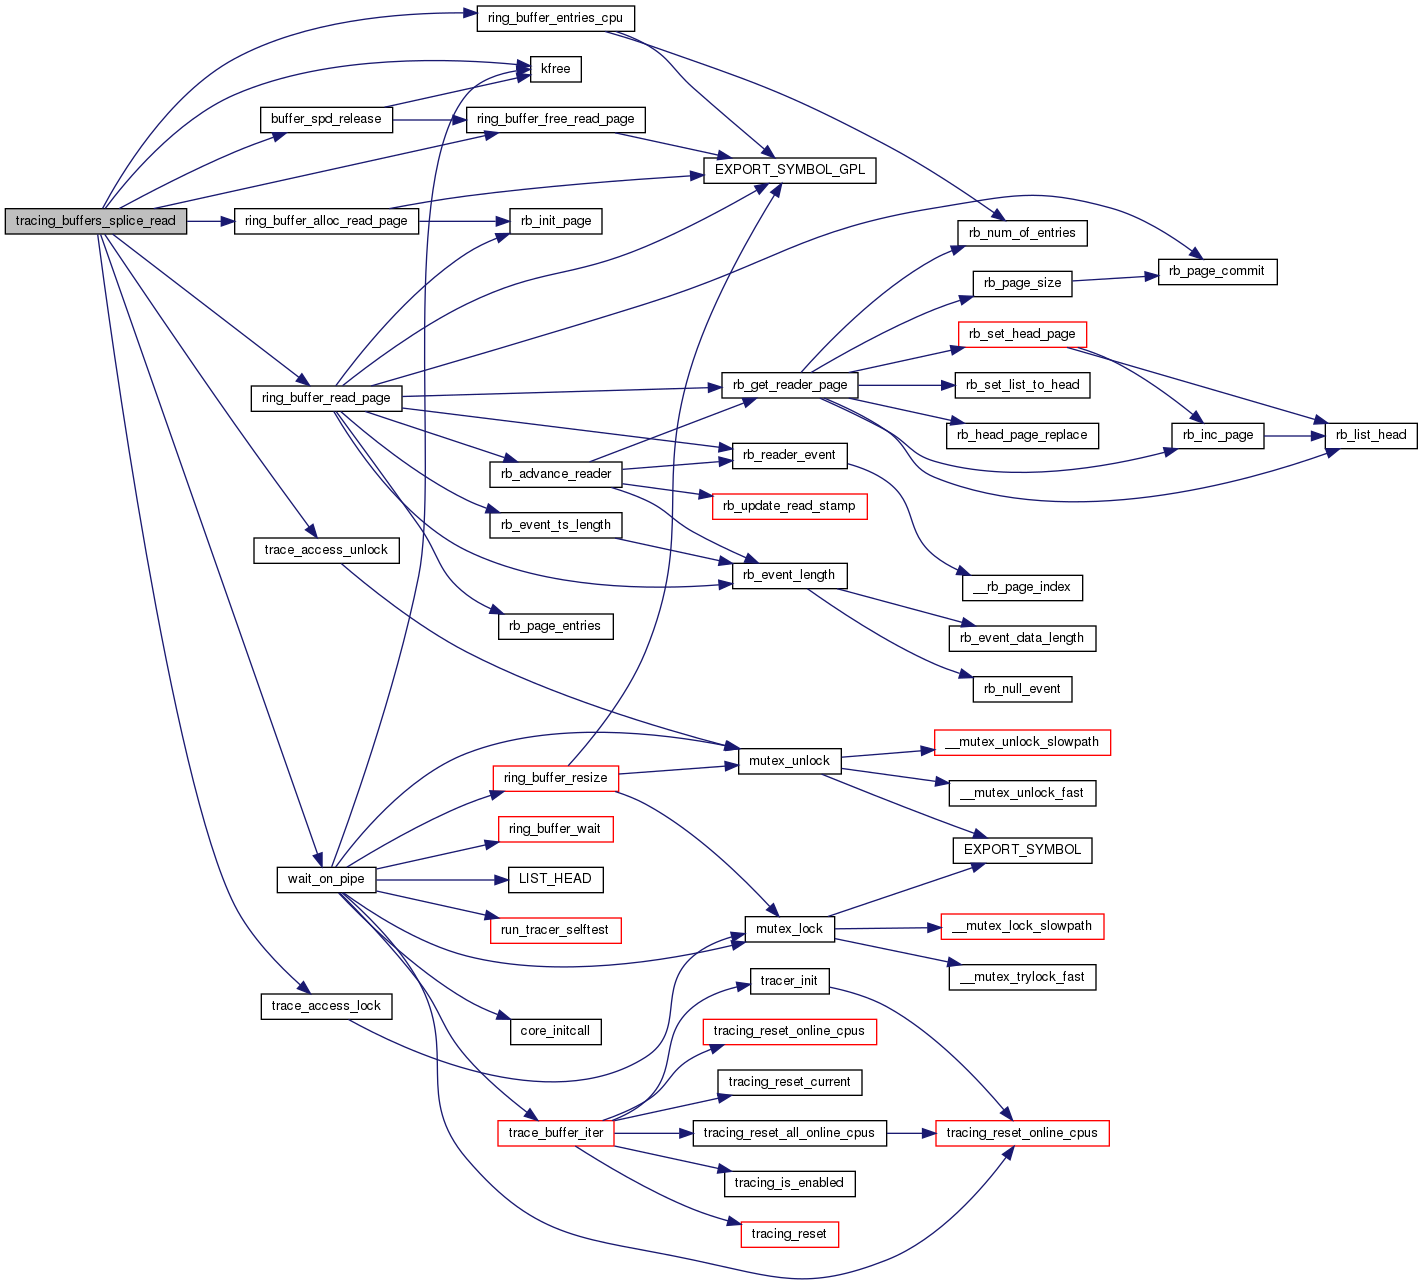 ring_buffer_entries_cpu
kfree
buffer_spd_release
ring_buffer_free_read_page
EXPORT_SYMBOL_GPL
tracing_buffers_splice_read
ring_buffer_alloc_read_page
rb_init_page
rb_num_of_entries
rb_page_commit
rb_page_size
rb_set_head_page
rb_get_reader_page
rb_set_list_to_head
ring_buffer_read_page
rb_head_page_replace
rb_inc_page
rb_list_head
rb_reader_event
rb_advance_reader
rb_update_read_stamp
rb_event_ts_length
trace_access_unlock
rb_event_length
__rb_page_index
rb_page_entries
rb_event_data_length
rb_null_event
__mutex_unlock_slowpath
mutex_unlock
ring_buffer_resize
__mutex_unlock_fast
ring_buffer_wait
EXPORT_SYMBOL
wait_on_pipe
LIST_HEAD
run_tracer_selftest
mutex_lock
__mutex_lock_slowpath
__mutex_trylock_fast
tracer_init
trace_access_lock
core_initcall
tracing_reset_online_cpus
tracing_reset_current
trace_buffer_iter
tracing_reset_all_online_cpus
tracing_reset_online_cpus
tracing_is_enabled
tracing_reset